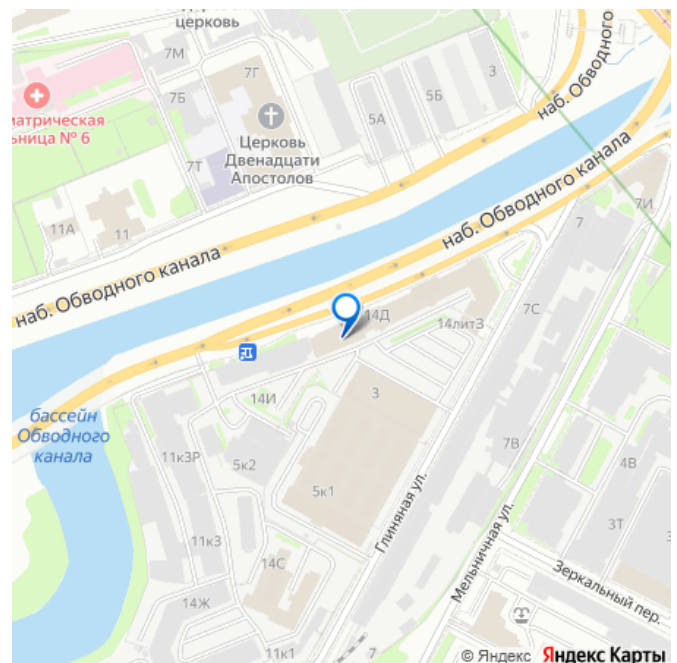 церковь
7М
7Г
7Б
3
5Б
5А
наб. Обводного
Больница № 6
Церковь
Двенадцати
Апостолов
7Т
наб. Обводного канала
11А
11
7И
7
наб. Обводного канала
7С
14Д
14литЗ
14И
3
бассейн
Обводного
канала
11к3Р
5к2
7В
4В
5к1
Глиняная ул.
3Т
11к3
Мельничная ул.
14С
Зеркальный пер.
14Ж
11к1
7
© Яндекс Яндекс Карты